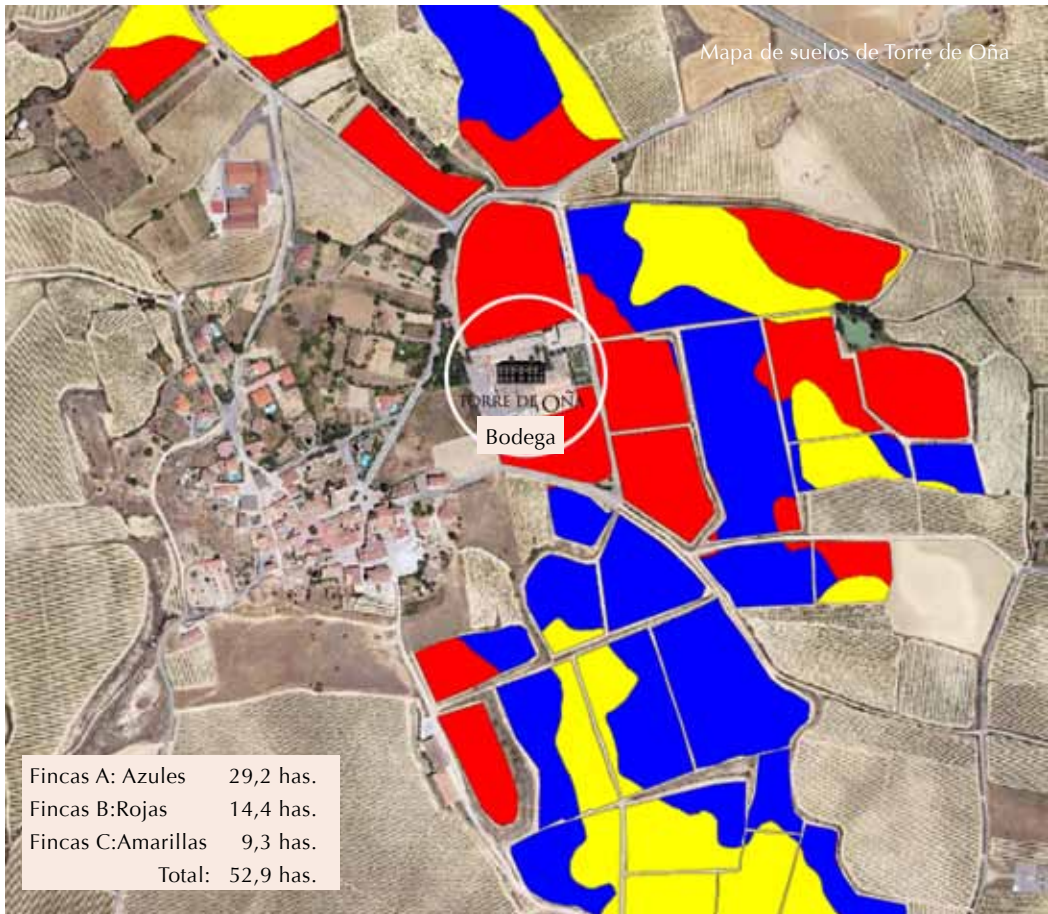 Mapa de suelos de Torre de Oña
TORRE DE OÑA
Bodega
Fincas A: Azules 29,2 has.
Fincas B:Rojas 14,4 has.
Fincas C:Amarillas 9,3 has.
Total: 52,9 has.